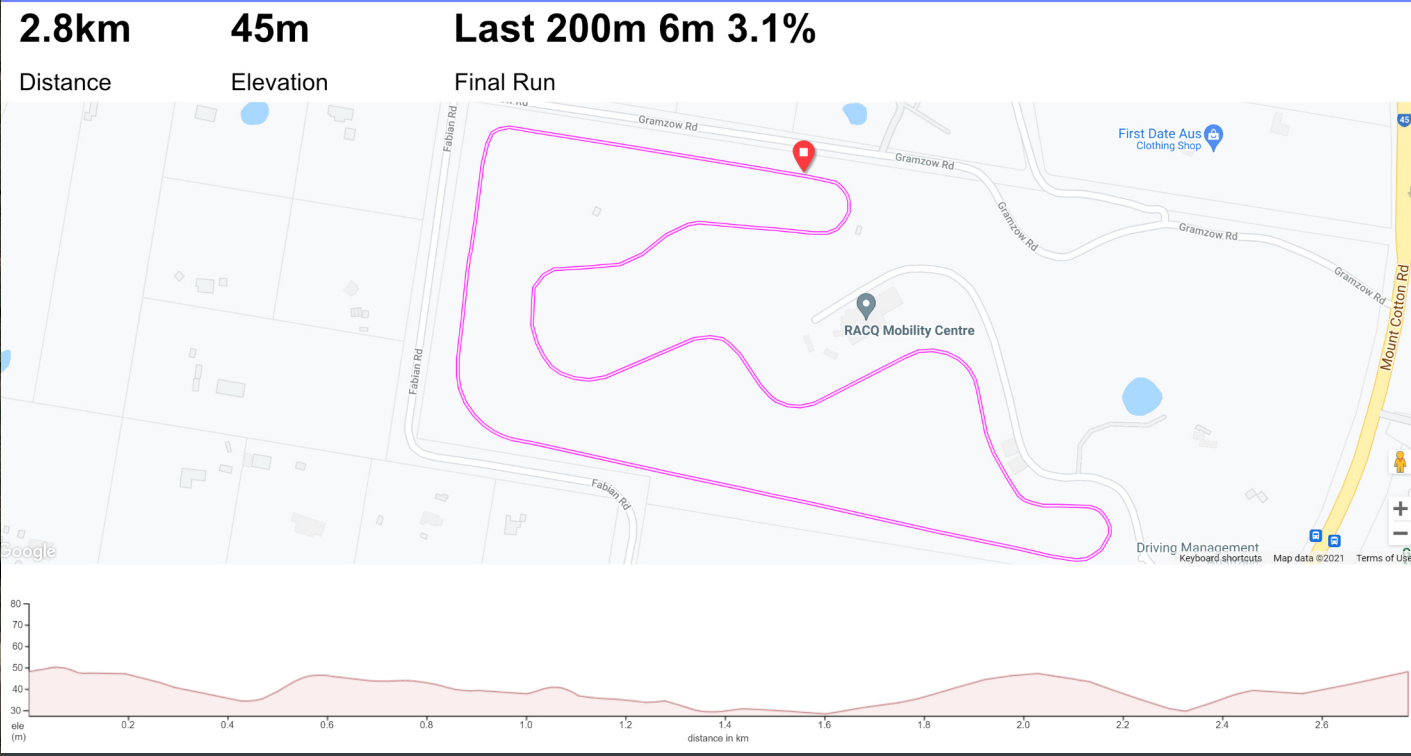 2.8km
45m
Last 200m 6m 3.1%
Distance
Elevation
Final Run
Fabian Rd
Gramzow Rd
Gramzow Rd
First Date Aus
Clothing Shop
45
Gramzow Rd
Gramzow Rd
Gramzow Rd
Mount Cotton Rd
RACQ Mobility Centre
Fabian Rd
Fabian Rd
Google
Driving Management
Keyboard shortcuts
Map data ©2021
Terms of Use
80
70
60
50
40
30
ele
(m)
0.2
0.4
0.6
0.8
1.0
1.2
1.4
1.6
1.8
2.0
2.2
2.4
2.6
distance in km